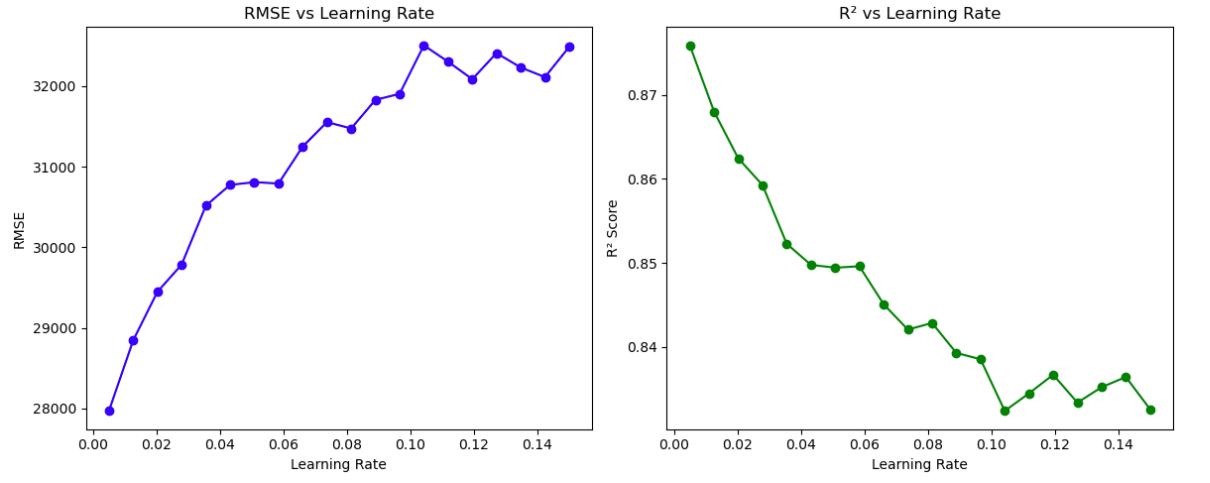 RMSE vs Learning Rate
RMSE
32000
31000
30000
29000
28000
0.00 0.02 0.04 0.06 0.08 0.10 0.12 0.14
Learning Rate
R² vs Learning Rate
R² Score
0.87
0.86
0.85
0.84
0.00 0.02 0.04 0.06 0.08 0.10 0.12 0.14
Learning Rate